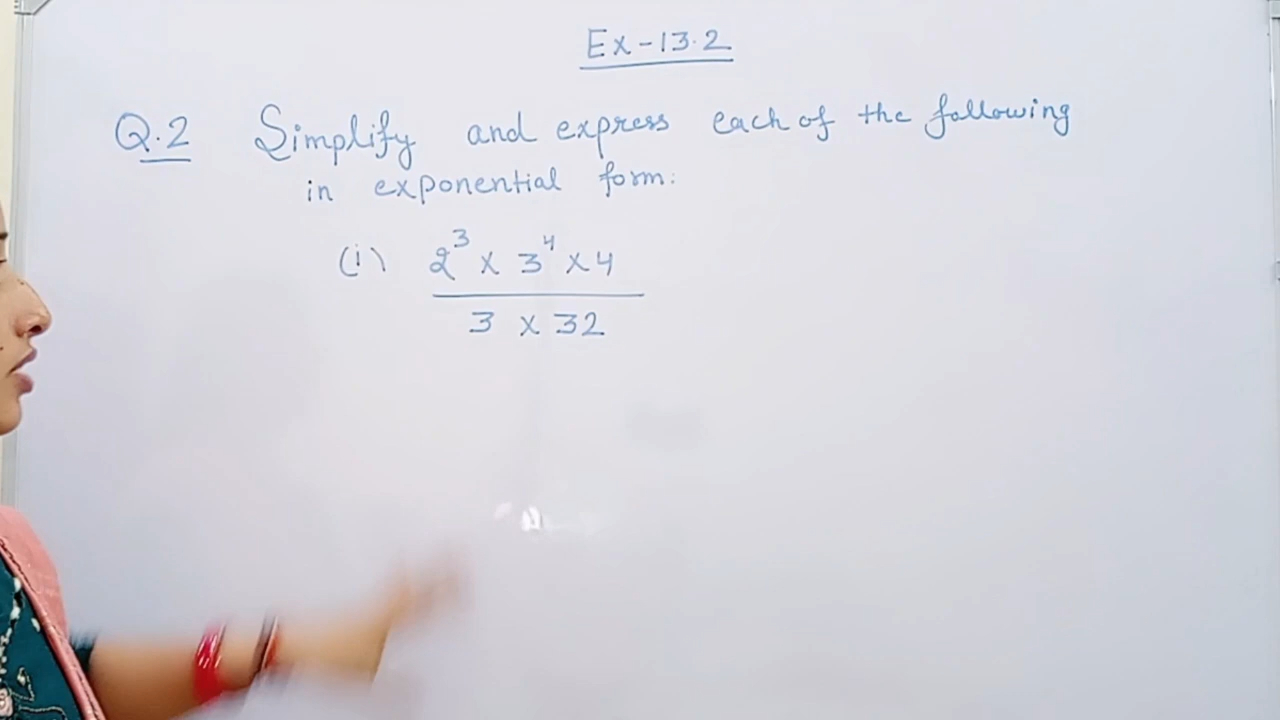 Ex-13.2
Q.2 Simplify and express each of the following
in exponential form:
(i) 2³ x 3⁴ x 4
3 x 32